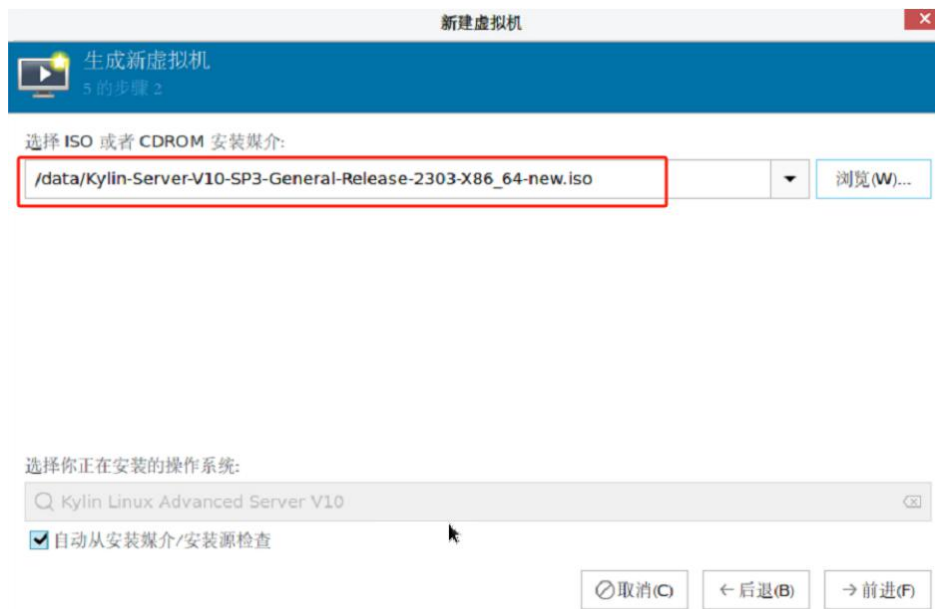 新建虚拟机
生成新虚拟机
5 的步骤 2
选择 ISO 或者 CDROM 安装媒介:
/data/Kylin-Server-V10-SP3-General-Release-2303-X86_64-new.iso
浏览(W)...
选择你正在安装的操作系统:
Kylin Linux Advanced Server V10
自动从安装媒介/安装源检查
取消(C) 后退(B) 前进(F)